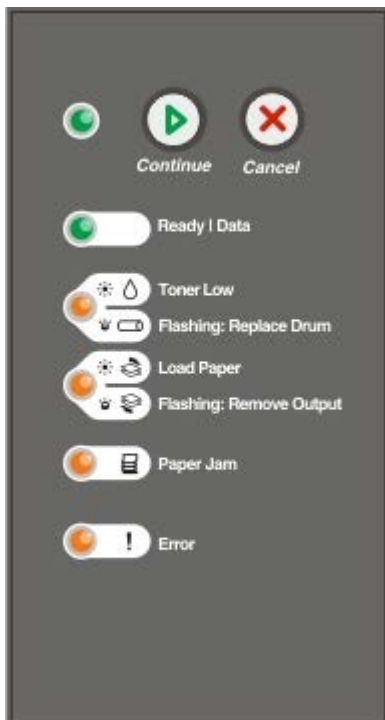 Continue Cancel
Ready | Data
Toner Low
Flashing: Replace Drum
Load Paper
Flashing: Remove Output
Paper Jam
! Error